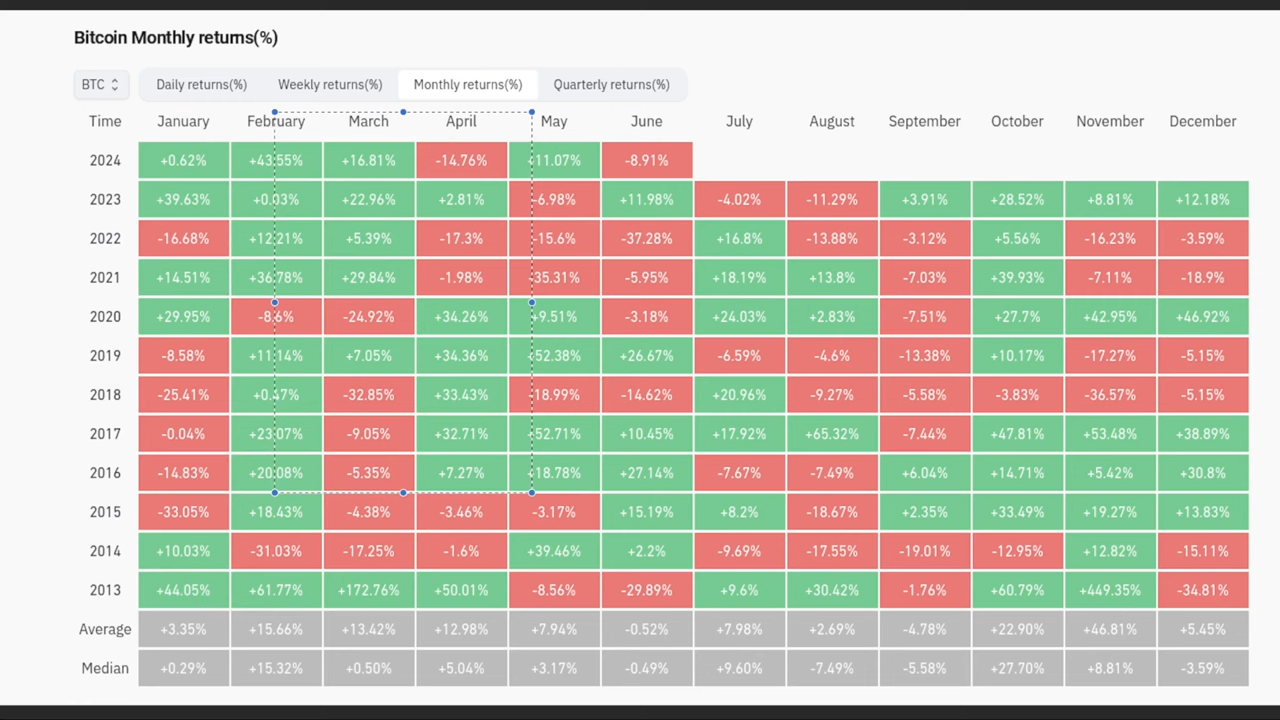 Bitcoin Monthly returns(%)
BTC Daily returns(%) Weekly returns(%) Monthly returns(%) Quarterly returns(%)
Time January February March April May June July August September October November December
2024 +0.62% +43.55% +16.81% -14.76% +11.07% -8.91%
2023 +39.63% +0.03% +22.96% +2.81% -6.98% +11.98% -4.02% -11.29% +3.91% +28.52% +8.81% +12.18%
2022 -16.68% +12.21% +5.39% -17.3% -15.6% -37.28% +16.8% -13.88% -3.12% +5.56% -16.23% -3.59%
2021 +14.51% +36.78% +29.84% -1.98% -35.31% -5.95% +18.19% +13.8% -7.03% +39.93% -7.11% -18.9%
2020 +29.95% -8.6% -24.92% +34.26% +9.51% -3.18% +24.03% +2.83% -7.51% +27.7% +42.95% +46.92%
2019 -8.58% +11.14% +7.05% +34.36% +52.38% +26.67% -6.59% -4.6% -13.38% +10.17% -17.27% -5.15%
2018 -25.41% +0.47% -32.85% +33.43% -18.99% -14.62% +20.96% -9.27% -5.58% -3.83% -36.57% -5.15%
2017 -0.04% +23.07% -9.05% +32.71% +52.71% +10.45% +17.92% +65.32% -7.44% +47.81% +53.48% +38.89%
2016 -14.83% +20.08% -5.35% +7.27% +18.78% +27.14% -7.67% -7.49% +6.04% +14.71% +5.42% +30.8%
2015 -33.05% +18.43% -4.38% -3.46% -3.17% +15.19% +8.2% -18.67% +2.35% +33.49% +19.27% +13.83%
2014 +10.03% -31.03% -17.25% -1.6% +39.46% +2.2% -9.69% -17.55% -19.01% -12.95% +12.82% -15.11%
2013 +44.05% +61.77% +172.76% +50.01% -8.56% -29.89% +9.6% +30.42% -1.76% +60.79% +449.35% -34.81%
Average +3.35% +15.66% +13.42% +12.98% +7.94% -0.52% +7.98% +2.69% -4.78% +22.90% +46.81% +5.45%
Median +0.29% +15.32% +0.50% +5.04% +3.17% -0.49% +9.60% -7.49% -5.58% +27.70% +8.81% -3.59%